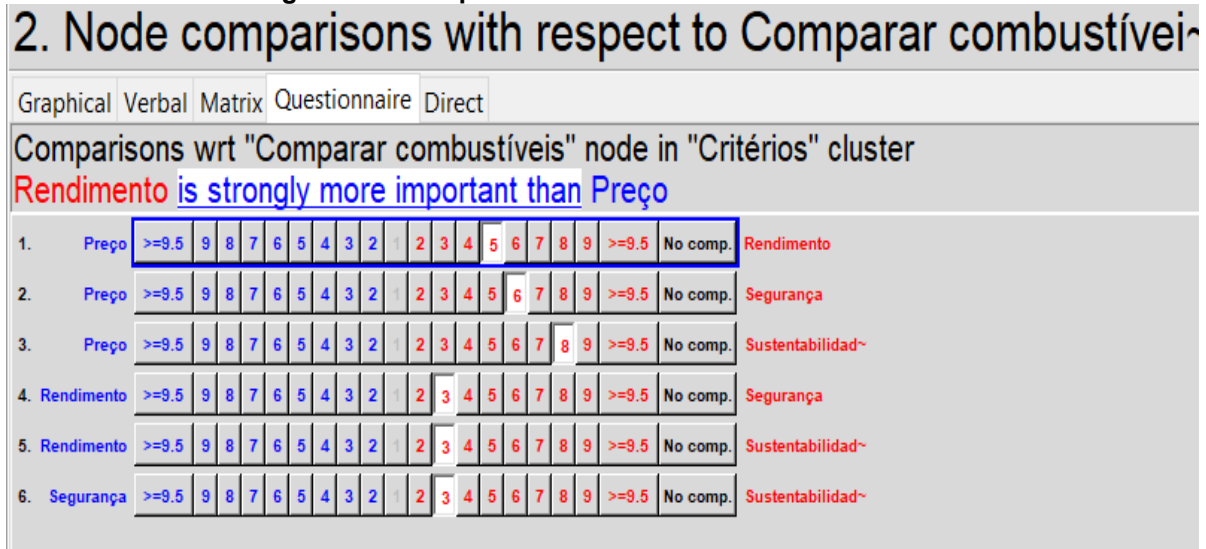 2. Node comparisons with respect to Comparar combustívei~
Graphical Verbal Matrix Questionnaire Direct
Comparisons wrt "Comparar combustíveis" node in "Critérios" cluster
Rendimento is strongly more important than Preço
1. Preço >=9.5 9 8 7 6 5 4 3 2 1 2 3 4 5 6 7 8 9 >=9.5 No comp. Rendimento
2. Preço >=9.5 9 8 7 6 5 4 3 2 1 2 3 4 5 6 7 8 9 >=9.5 No comp. Segurança
3. Preço >=9.5 9 8 7 6 5 4 3 2 1 2 3 4 5 6 7 8 9 >=9.5 No comp. Sustentabilidad~
4. Rendimento >=9.5 9 8 7 6 5 4 3 2 1 2 3 4 5 6 7 8 9 >=9.5 No comp. Segurança
5. Rendimento >=9.5 9 8 7 6 5 4 3 2 1 2 3 4 5 6 7 8 9 >=9.5 No comp. Sustentabilidad~
6. Segurança >=9.5 9 8 7 6 5 4 3 2 1 2 3 4 5 6 7 8 9 >=9.5 No comp. Sustentabilidad~